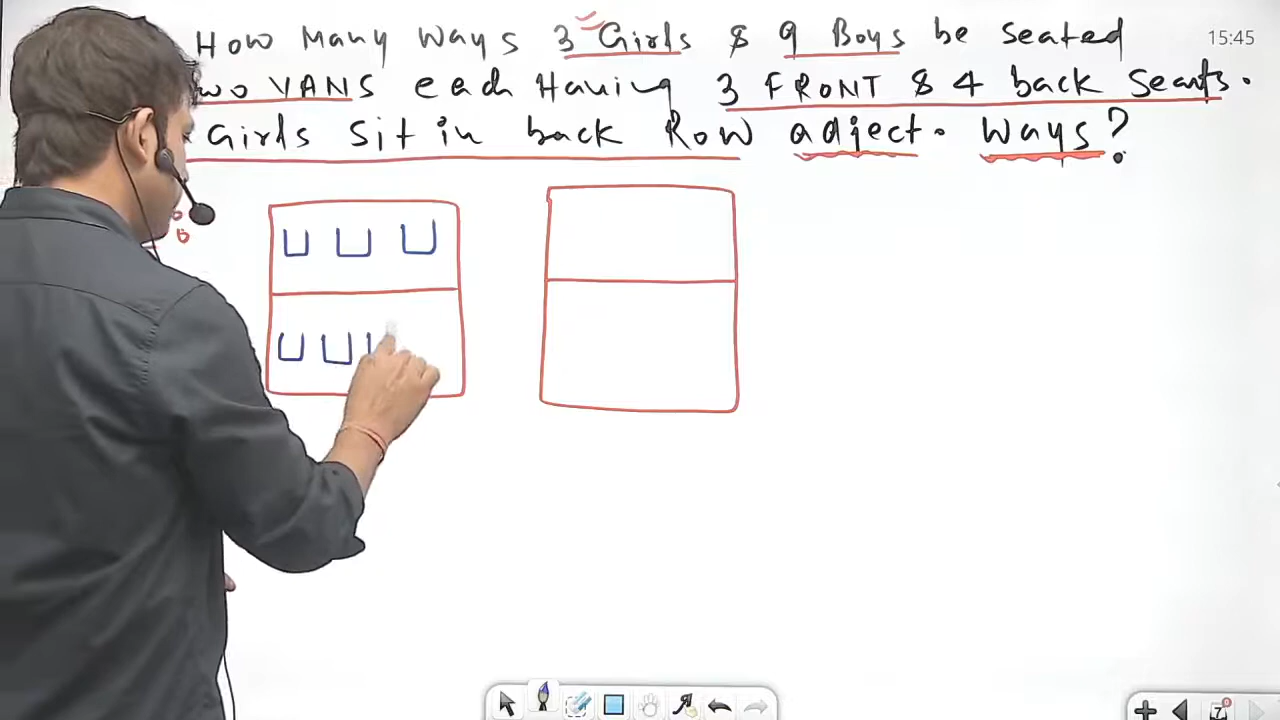 How Many Ways 3 Girls & 9 Boys be Seated
15:45
VANS each Having 3 FRONT & 4 back Seats.
Girls Sit in back Row adject. Ways?
7